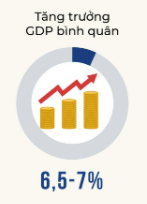 Tăng trưởng
GDP bình quân
6,5-7%